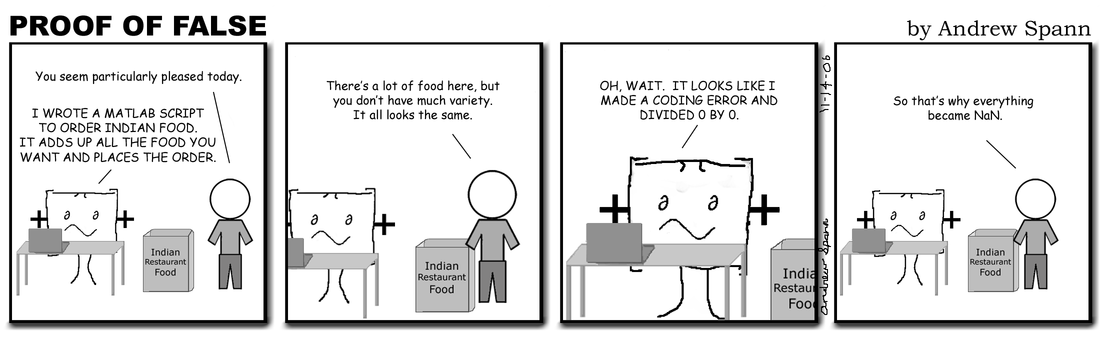 PROOF OF FALSE
by Andrew Spann
You seem particularly pleased today.
I WROTE A MATLAB SCRIPT
TO ORDER INDIAN FOOD.
IT ADDS UP ALL THE FOOD YOU
WANT AND PLACES THE ORDER.
Indian
Restaurant
Food
There's a lot of food here, but
you don't have much variety.
It all looks the same.
Indian
Restaurant
Food
OH, WAIT. IT LOOKS LIKE I
MADE A CODING ERROR AND
DIVIDED 0 BY 0.
India
Restaura
Foo
11-14-06
Andrew Spann
So that's why everything
became NaN.
Indian
Restaurant
Food